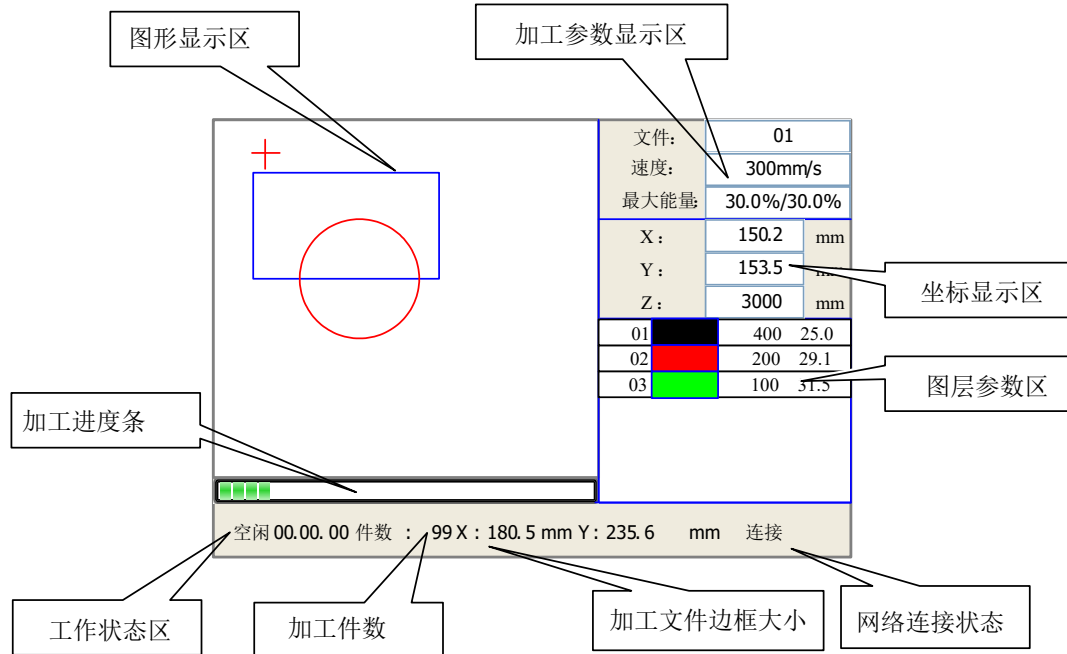 图形显示区
加工参数显示区
文件: 01
速度: 300mm/s
最大能量: 30.0%/30.0%
X: 150.2 mm
Y: 153.5
坐标显示区
Z: 3000 mm
01 400 25.0
02 200 29.1
03 100 31.5
图层参数区
加工进度条
空闲 00.00.00 件数 : 99 X : 180.5 mm Y : 235.6 mm 连接
工作状态区
加工件数
加工文件边框大小
网络连接状态